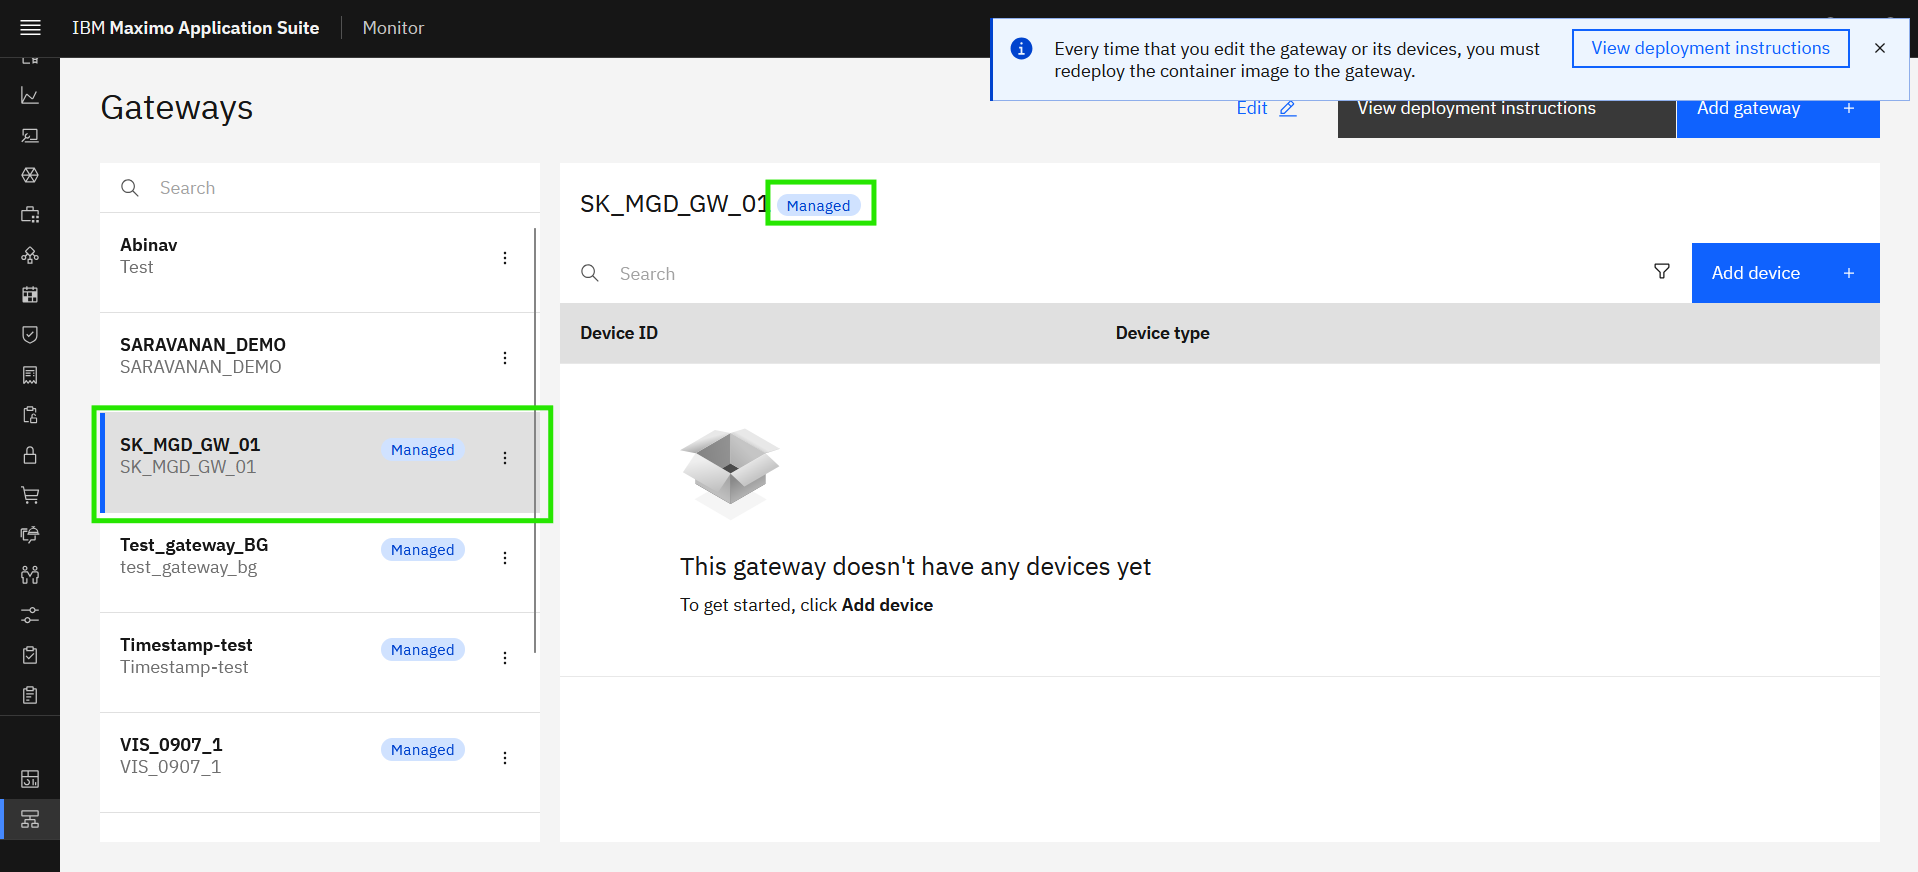 IBM Maximo Application Suite
Monitor
Every time that you edit the gateway or its devices, you must
redeploy the container image to the gateway.
View deployment instructions
Gateways
Edit
View deployment instructions
Add gateway
Search
Abinav
Test
SARAVANAN_DEMO
SARAVANAN_DEMO
SK_MGD_GW_01
Managed
SK_MGD_GW_01
Test_gateway_BG
Managed
test_gateway_bg
Timestamp-test
Managed
Timestamp-test
VIS_0907_1
Managed
VIS_0907_1
SK_MGD_GW_01
Managed
Search
Add device
Device ID
Device type
This gateway doesn't have any devices yet
To get started, click Add device